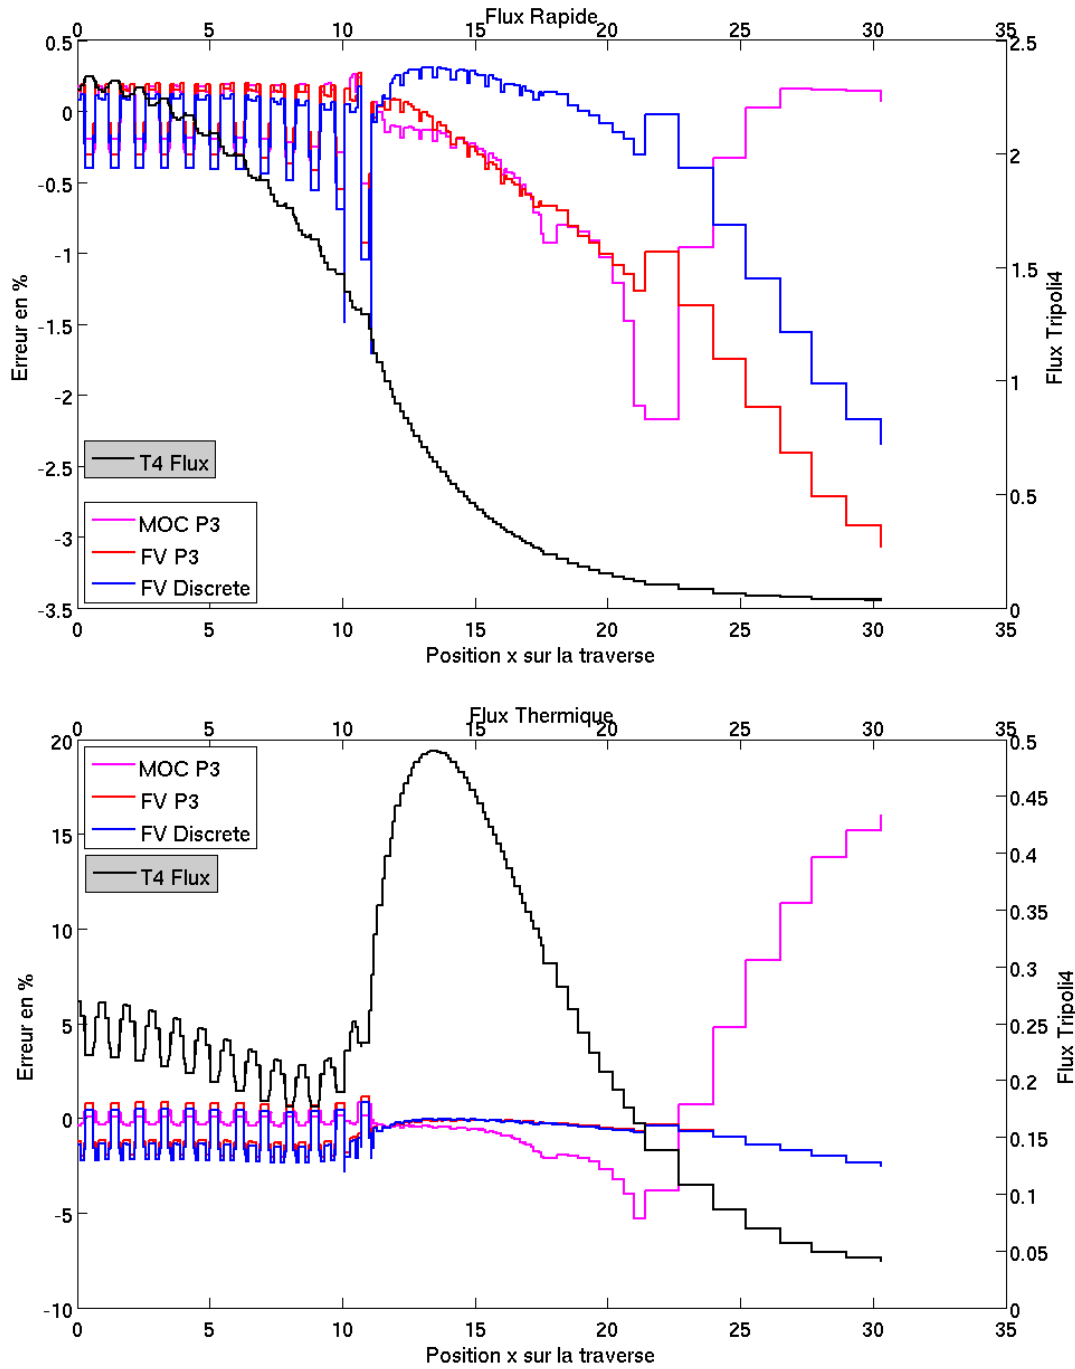 Flux Rapide
0 5 10 15 20 25 30 35
0.5 2.5
0
-0.5 2
-1
1.5
-1.5
-2 1
-2.5
0.5
-3
-3.5 0
Erreur en %
Flux Tripoli4
T4 Flux
MOC P3
FV P3
FV Discrete
0 5 10 15 20 25 30 35
Position x sur la traverse
Flux Thermique
0 5 10 15 20 25 30 35
20 0.5
0.45
15
0.4
0.35
10
0.3
5 0.25
0.2
0
0.15
-5 0.1
0.05
-10 0
Erreur en %
Flux Tripoli4
MOC P3
FV P3
FV Discrete
T4 Flux
0 5 10 15 20 25 30 35
Position x sur la traverse